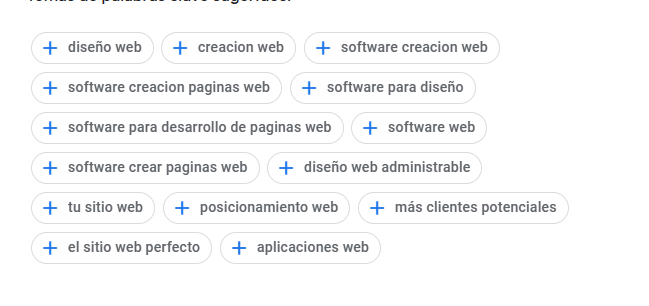 diseño web creacion web software creacion web
software creacion paginas web software para diseño
software para desarrollo de paginas web software web
software crear paginas web diseño web administrable
tu sitio web posicionamiento web más clientes potenciales
el sitio web perfecto aplicaciones web